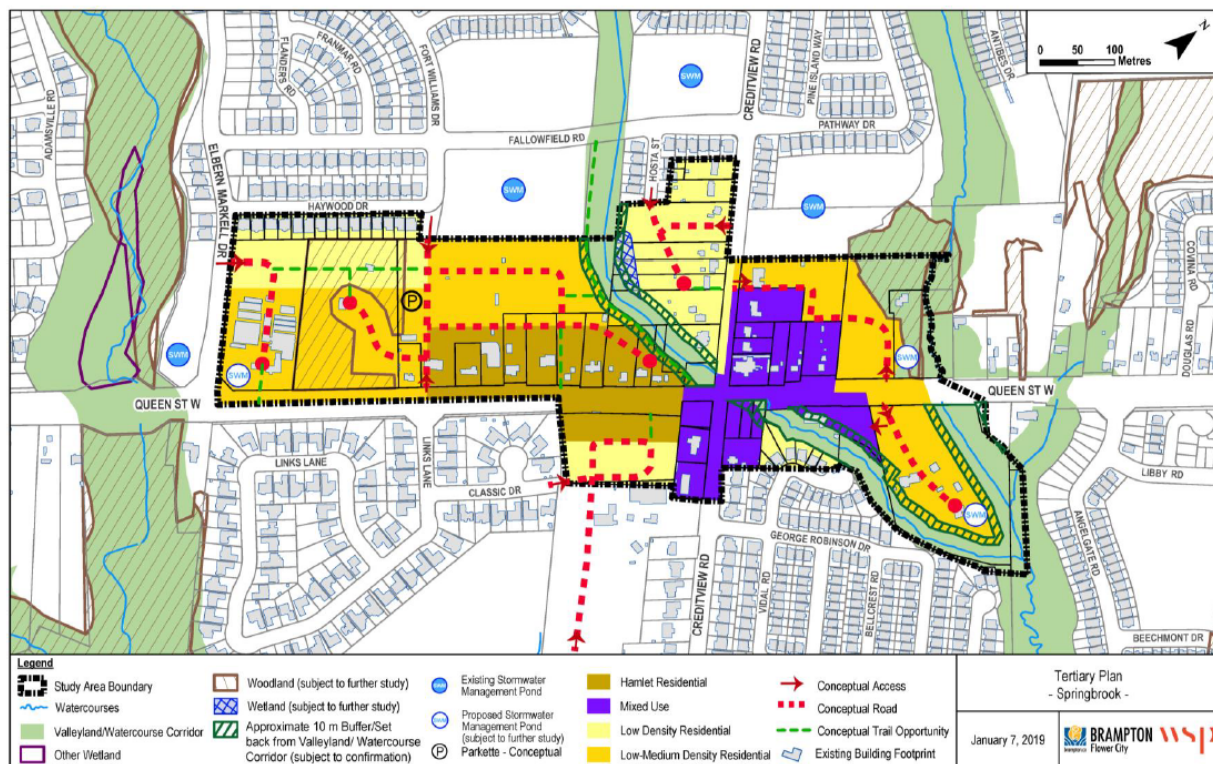 N
0 50 100
Metres
ADAMSVILLE RD
FLANDERS RD
FRANMAR RD
FORT WILLIAMS DR
SWM
CREDITVIEW RD
PINE ISLAND WAY
ANTIBES DR
PATHWAY DR
FALLOWFIELD RD
HOSTA ST
ELBERN MARKELL DR
SWM
SWM
HAYWOOD DR
COVINA RD
DOUGLAS RD
P
SWM
SWM
SWM
QUEEN ST W
QUEEN ST W
LINKS LANE
LINKS LANE
CLASSIC DR
LIBBY RD
SWM
GEORGE ROBINSON DR
ANGELGATE RD
CREDITVIEW RD
VIDAL RD
BELLCREST RD
BEECHMONT DR
Legend
Study Area Boundary
Watercourses
Valleyland/Watercourse Corridor
Other Wetland
Woodland (subject to further study)
Wetland (subject to further study)
Approximate 10 m Buffer/Set
back from Valleyland/ Watercourse
Corridor (subject to confirmation)
SWM
Existing Stormwater
Management Pond
SWM
Proposed Stormwater
Management Pond
(subject to further study)
P
Parkette - Conceptual
Hamlet Residential
Mixed Use
Low Density Residential
Low-Medium Density Residential
Conceptual Access
Conceptual Road
Conceptual Trail Opportunity
Existing Building Footprint
Tertiary Plan
- Springbrook -
January 7, 2019
BRAMPTON
Flower City
wsp